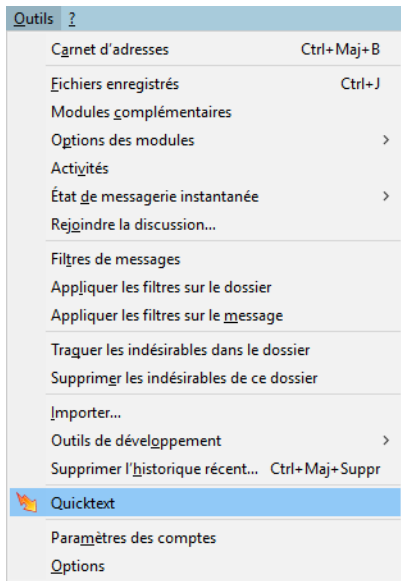 Outils ?
Carnet d'adresses Ctrl+Maj+B
Fichiers enregistrés Ctrl+J
Modules complémentaires
Options des modules
Activités
État de messagerie instantanée
Rejoindre la discussion...
Filtres de messages
Appliquer les filtres sur le dossier
Appliquer les filtres sur le message
Traquer les indésirables dans le dossier
Supprimer les indésirables de ce dossier
Importer...
Outils de développement
Supprimer l'historique récent... Ctrl+Maj+Suppr
Quicktext
Paramètres des comptes
Options